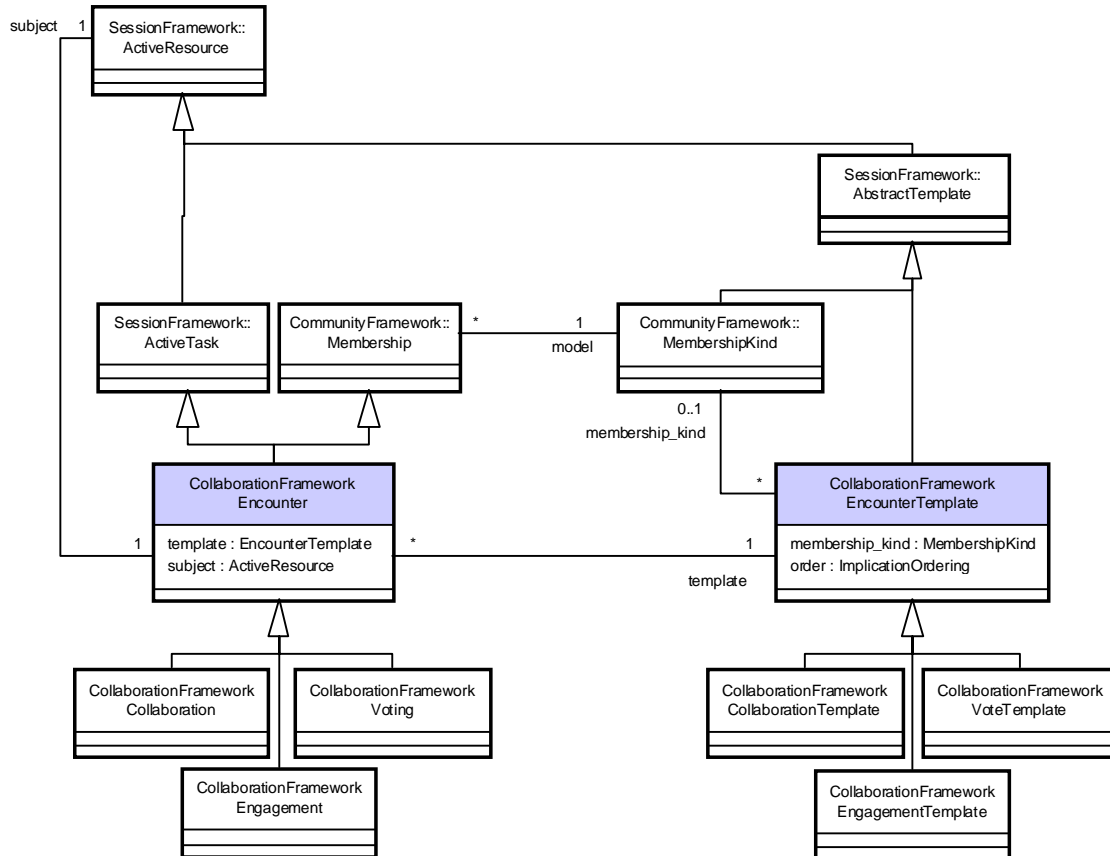 subject
1
SessionFramework::
ActiveResource
SessionFramework::
AbstractTemplate
SessionFramework::
ActiveTask
CommunityFramework::
Membership
*
1
model
CommunityFramework::
MembershipKind
0..1
membership_kind
*
CollaborationFramework
Encounter
template : EncounterTemplate
subject : ActiveResource
1
*
1
template
CollaborationFramework
EncounterTemplate
membership_kind : MembershipKind
order : ImplicationOrdering
CollaborationFramework
Collaboration
CollaborationFramework
Voting
CollaborationFramework
Engagement
CollaborationFramework
CollaborationTemplate
CollaborationFramework
VoteTemplate
CollaborationFramework
EngagementTemplate